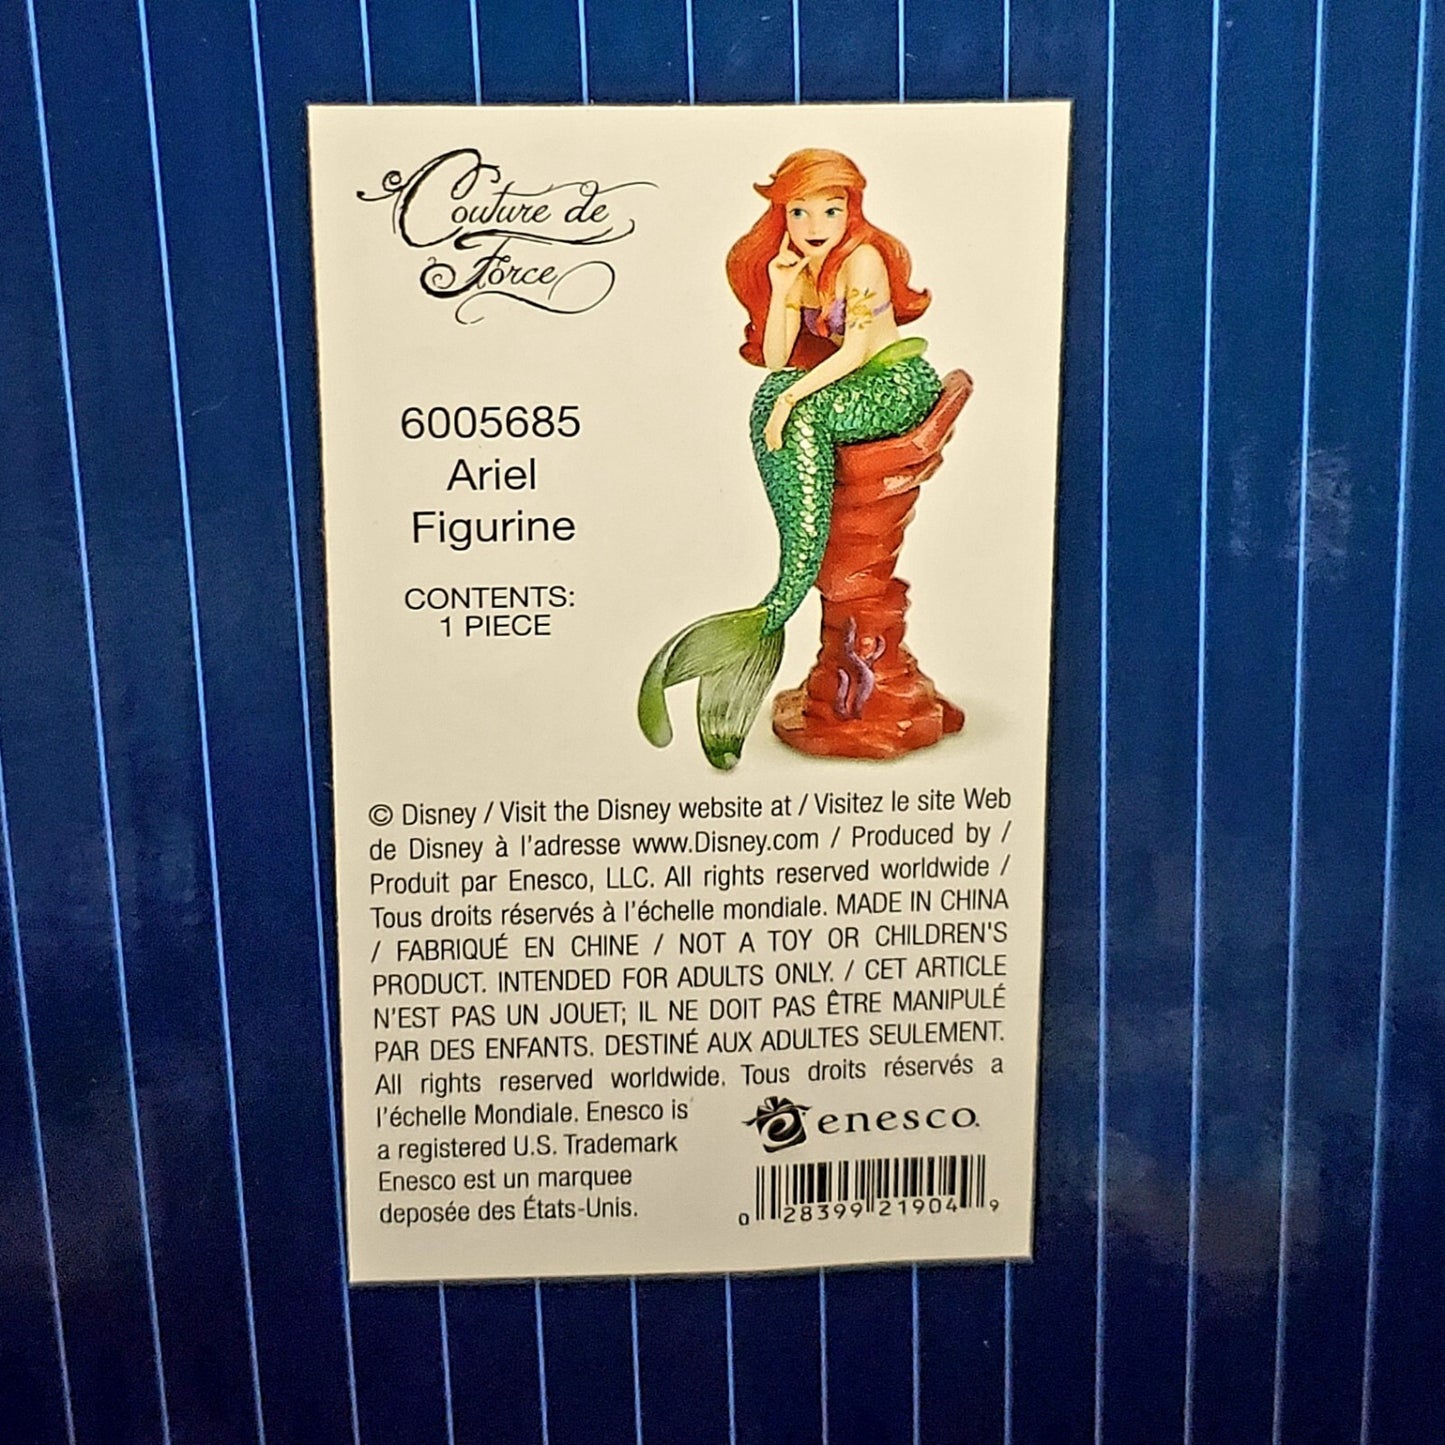 Couture de
Force
6005685
Ariel
Figurine
CONTENTS:
1 PIECE
© Disney / Visit the Disney website at / Visitez le site Web
de Disney à l'adresse www.Disney.com / Produced by /
Produit par Enesco, LLC. All rights reserved worldwide /
Tous droits réservés à l'échelle mondiale. MADE IN CHINA
/ FABRIQUÉ EN CHINE / NOT A TOY OR CHILDREN'S
PRODUCT. INTENDED FOR ADULTS ONLY. / CET ARTICLE
N'EST PAS UN JOUET; IL NE DOIT PAS ÊTRE MANIPULÉ
PAR DES ENFANTS. DESTINÉ AUX ADULTES SEULEMENT.
All rights reserved worldwide. Tous droits réservés a
l'échelle Mondiale. Enesco is
a registered U.S. Trademark
Enesco est un marquee
deposée des États-Unis.
enesco.
0 28399 21904 9